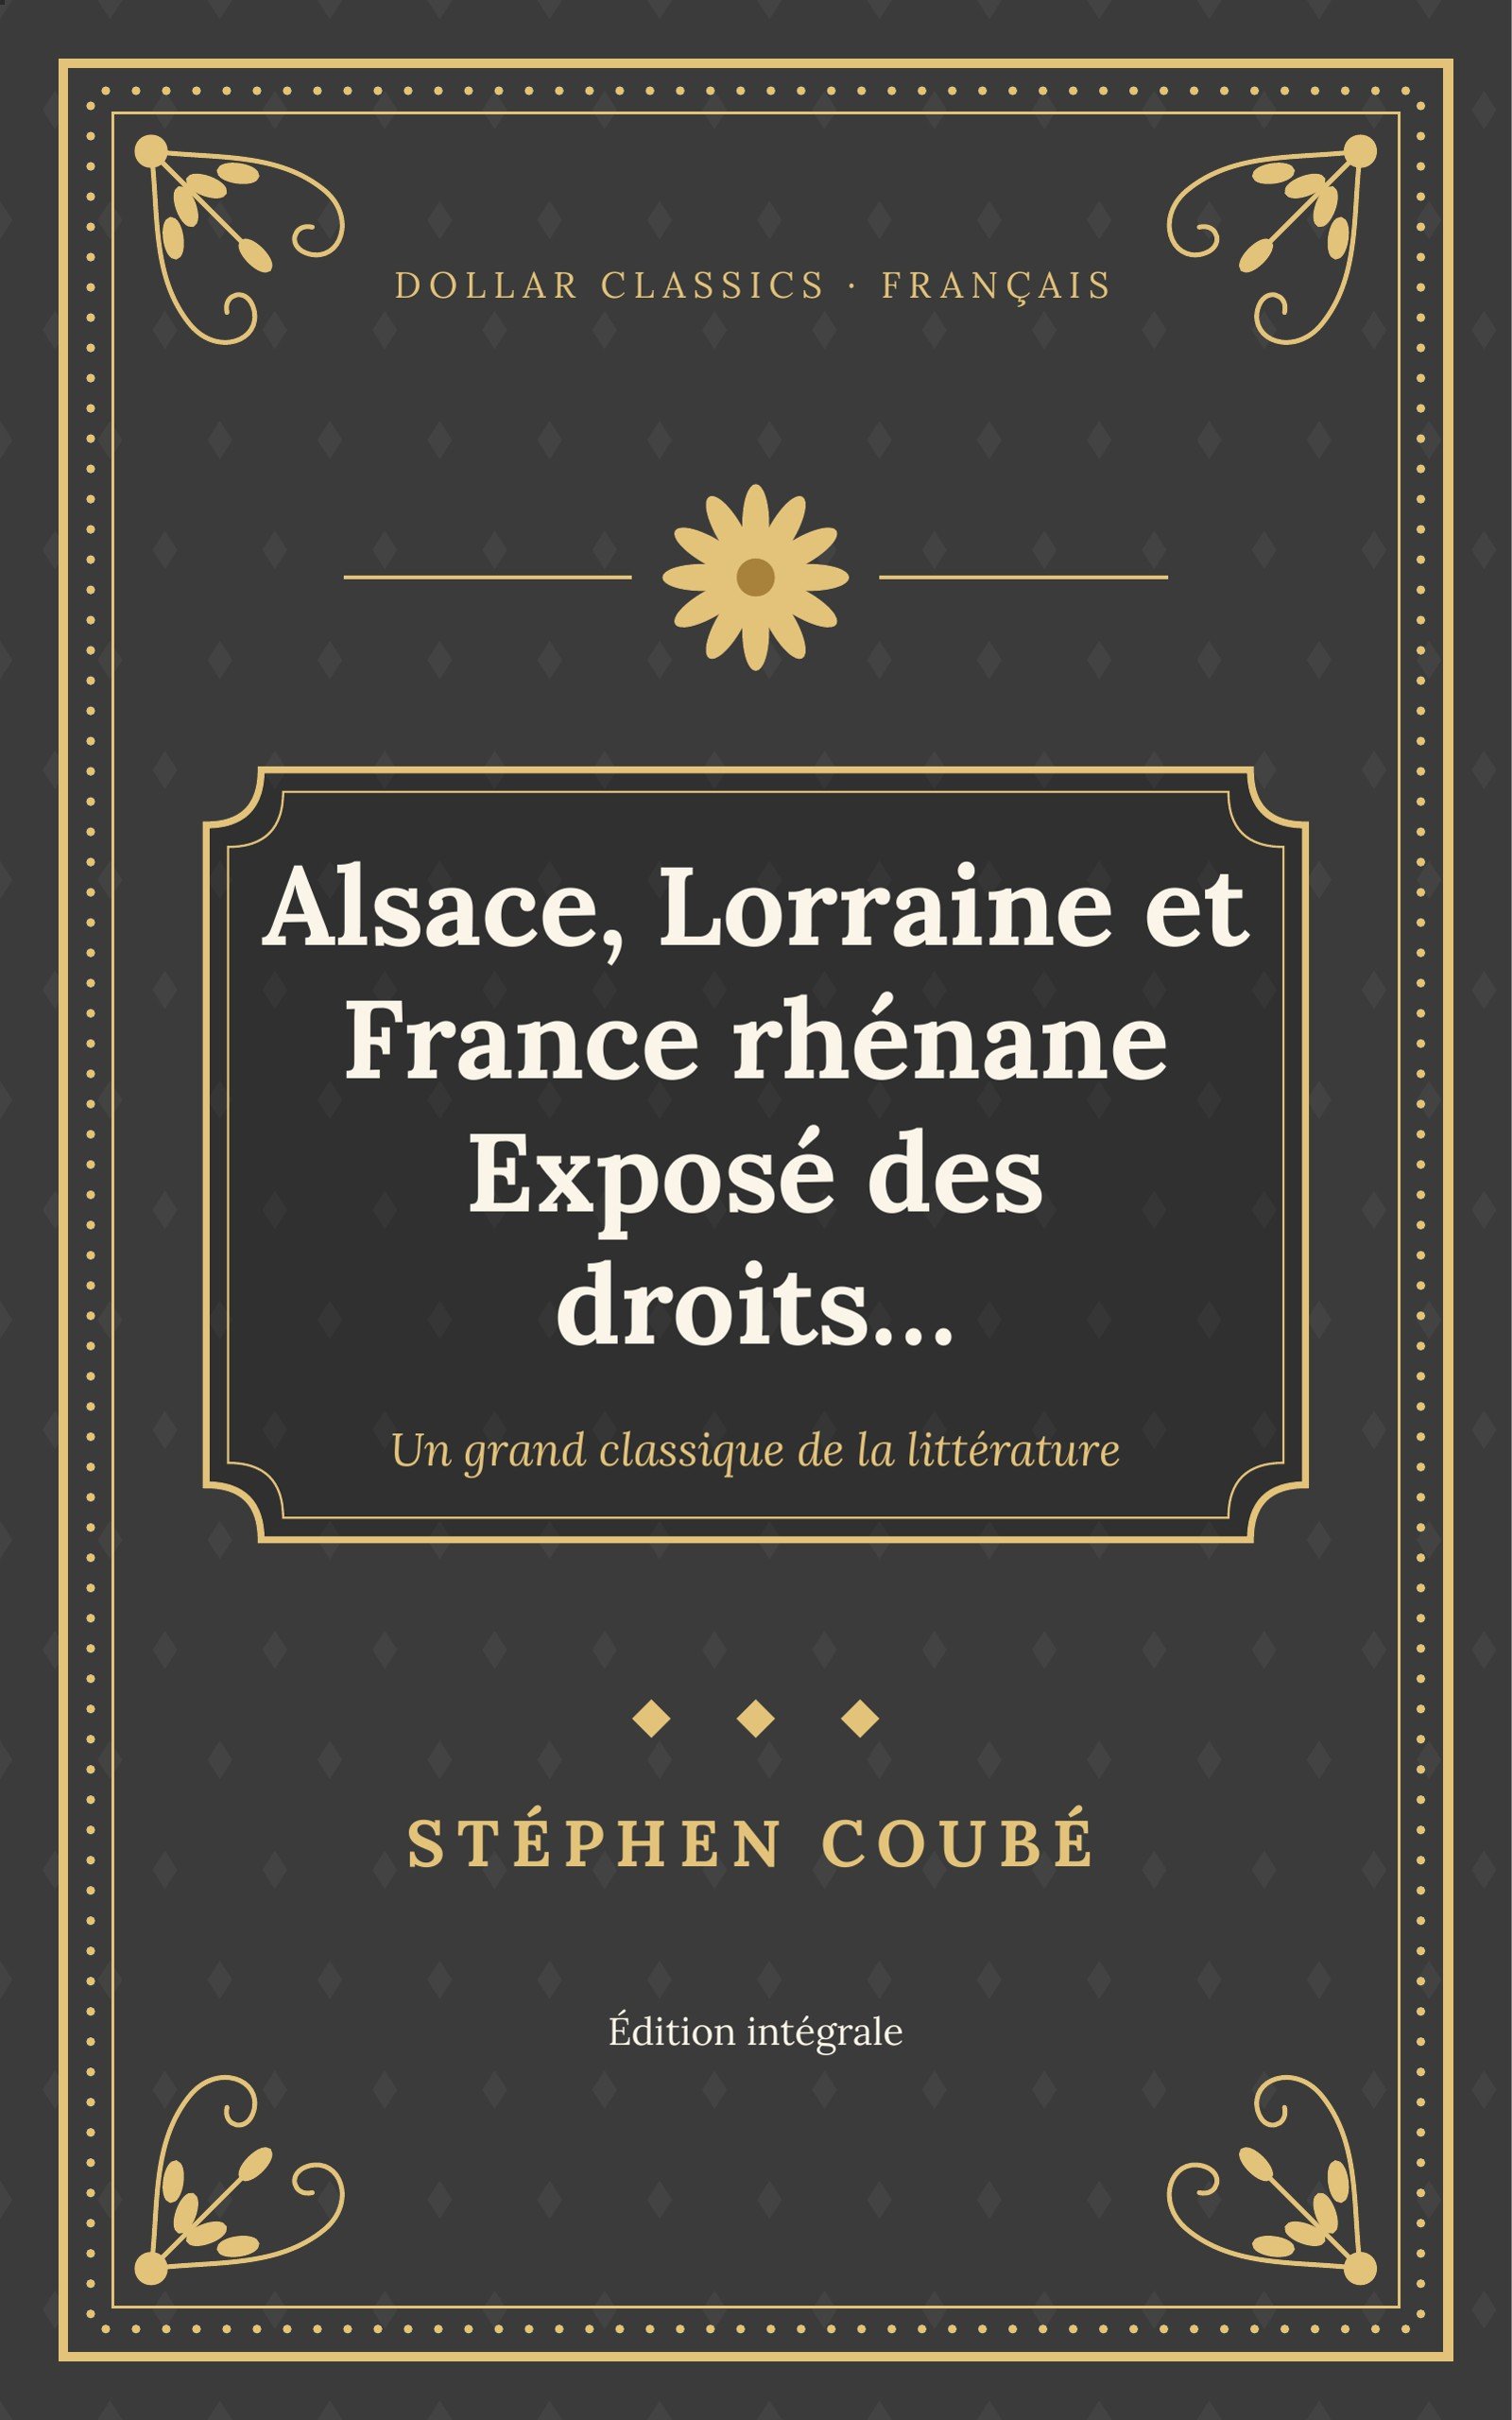 DOLLAR CLASSICS · FRANÇAIS
Alsace, Lorraine et
France rhénane
Exposé des
droits…
Un grand classique de la littérature
STÉPHEN COUBÉ
Édition intégrale